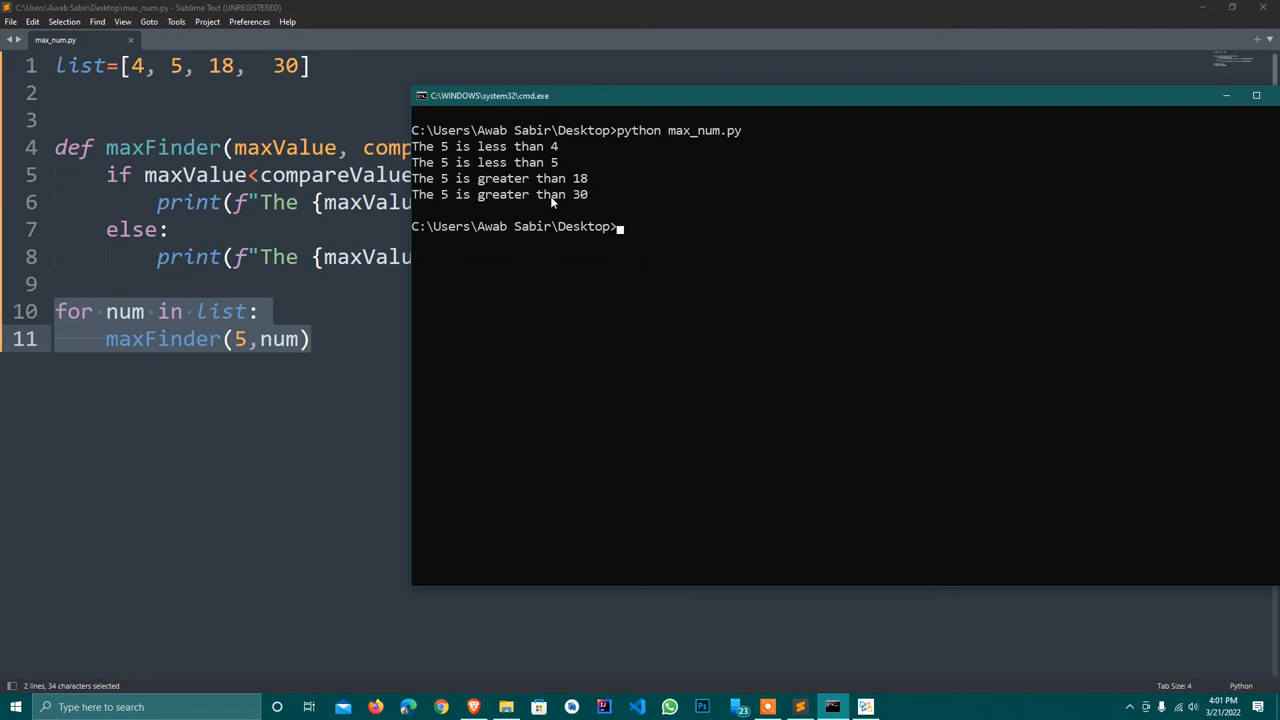 C:\Users\Awab Sabir\Desktop\max_num.py - Sublime Text (UNREGISTERED)
File Edit Selection Find View Goto Tools Project Preferences Help
max_num.py
1 list=[4, 5, 18,  30]
2
3
4 def maxFinder(maxValue, comp
5 if maxValue<compareValue
6 print(f"The {maxValu
7 else:
8 print(f"The {maxValu
9
10 for num in list:
11 maxFinder(5,num)
C:\WINDOWS\system32\cmd.exe
C:\Users\Awab Sabir\Desktop>python max_num.py
The 5 is less than 4
The 5 is less than 5
The 5 is greater than 18
The 5 is greater than 30
C:\Users\Awab Sabir\Desktop>
2 lines, 34 characters selected
Tab Size: 4
Python
Type here to search
23
4:01 PM
3/21/2022